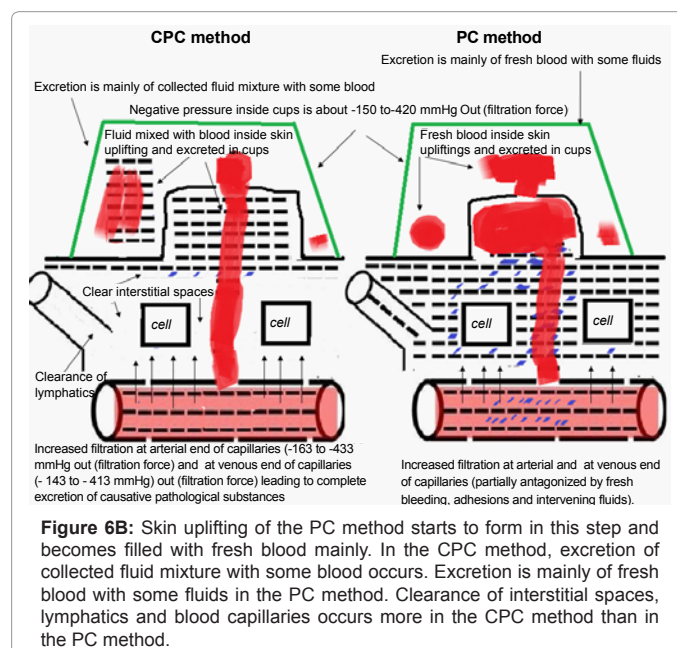 CPC method
PC method
Excretion is mainly of fresh blood with some fluids
Excretion is mainly of collected fluid mixture with some blood
Negative pressure inside cups is about -150 to-420 mmHg Out (filtration force)
Fluid mixed with blood inside skin
uplifting and excreted in cups
Fresh blood inside skin
upliftings and excreted in cups
Clear interstitial spaces
cell
cell
cell
cell
Clearance of
lymphatics
Increased filtration at arterial end of capillaries (-163 to -433
mmHg out (filtration force) and at venous end of capillaries
(- 143 to - 413 mmHg) out (filtration force) leading to complete
excretion of causative pathological substances
Increased filtration at arterial and at venous end
of capillaries (partially antagonized by fresh
bleeding, adhesions and intervening fluids).
Figure 6B: Skin uplifting of the PC method starts to form in this step and
becomes filled with fresh blood mainly. In the CPC method, excretion of
collected fluid mixture with some blood occurs. Excretion is mainly of fresh
blood with some fluids in the PC method. Clearance of interstitial spaces,
lymphatics and blood capillaries occurs more in the CPC method than in
the PC method.